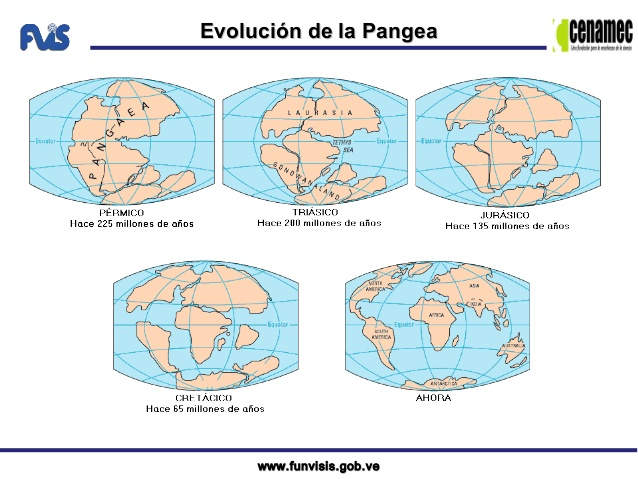 Evolución de la Pangea
FVIS
cenamec
Ecuador
PANGAEA
Equator
PÉRMICO
Hace 225 millones de años
LAURASIA
TETHYS
SEA
Equator
GONDWANALAND
TRIÁSICO
Hace 200 millones de años
Equator
Equator
JURÁSICO
Hace 135 millones de años
Equator
CRETÁCICO
Hace 65 millones de años
NORTH
AMERICA
ASIA
INDIA
AFRICA
Equator
SOUTH
AMERICA
AUSTRALIA
ANTARCTICA
AHORA
www.funvisis.gob.ve